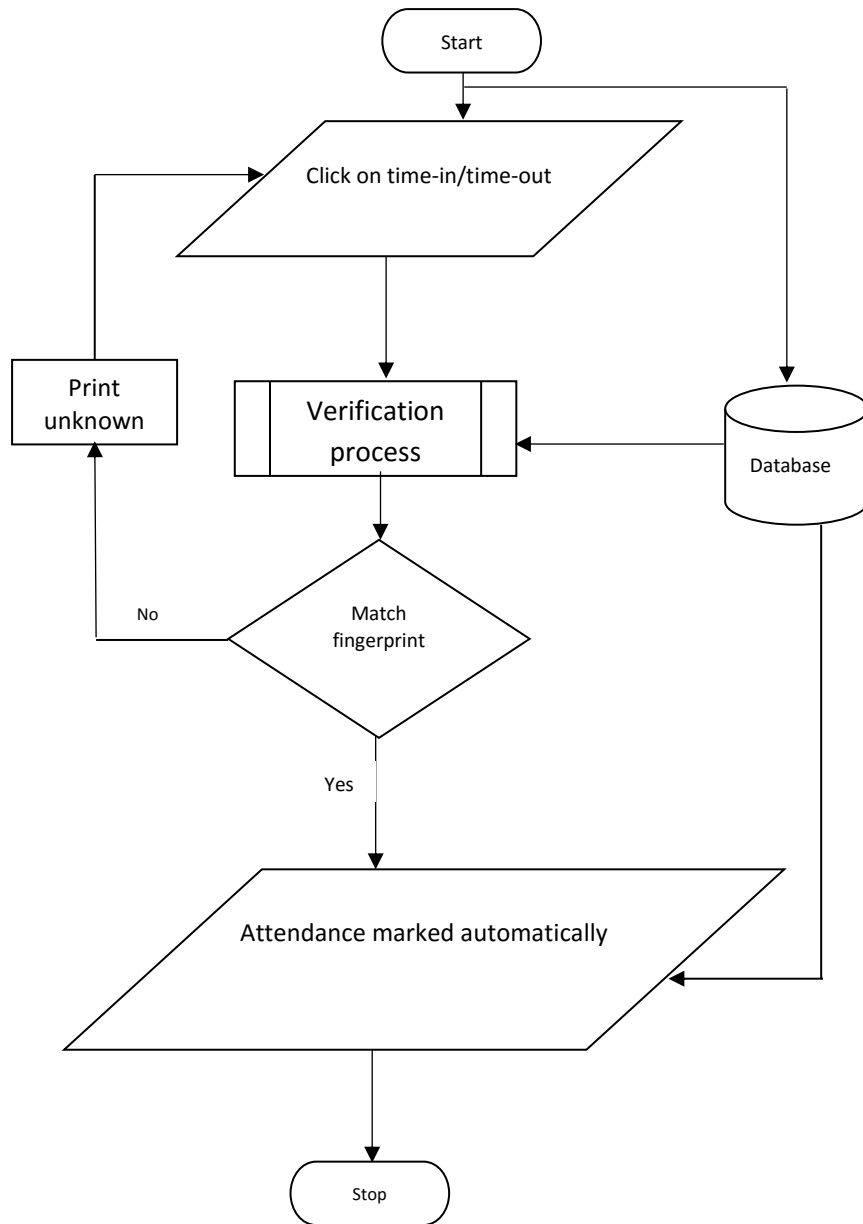 Start
Click on time-in/time-out
Print
unknown
Verification
process
Database
No
Match
fingerprint
Yes
Attendance marked automatically
Stop